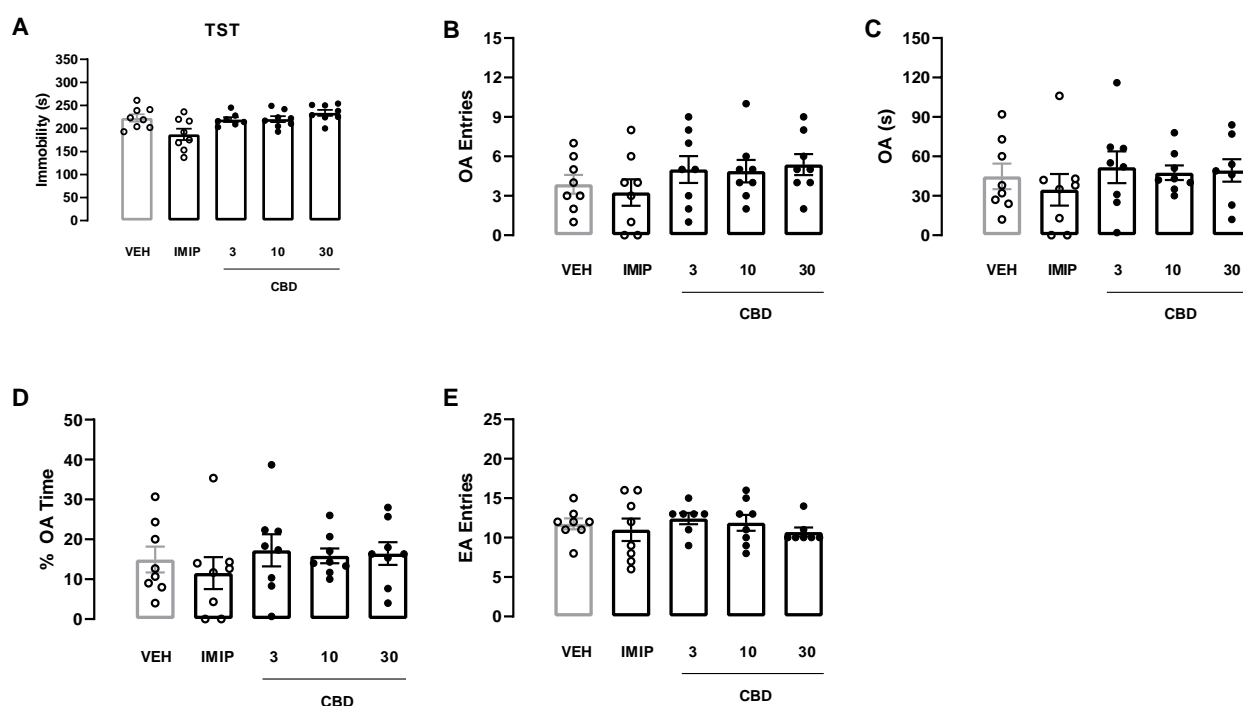 A
TST
Immobility (s)
350
300
250
200
150
100
50
0
VEH IMIP 3 10 30
CBD
B
OA Entries
15
12
9
6
3
0
VEH IMIP 3 10 30
CBD
C
OA (s)
150
120
90
60
30
0
VEH IMIP 3 10 30
CBD
D
% OA Time
50
40
30
20
10
0
VEH IMIP 3 10 30
CBD
E
EA Entries
25
20
15
10
5
0
VEH IMIP 3 10 30
CBD